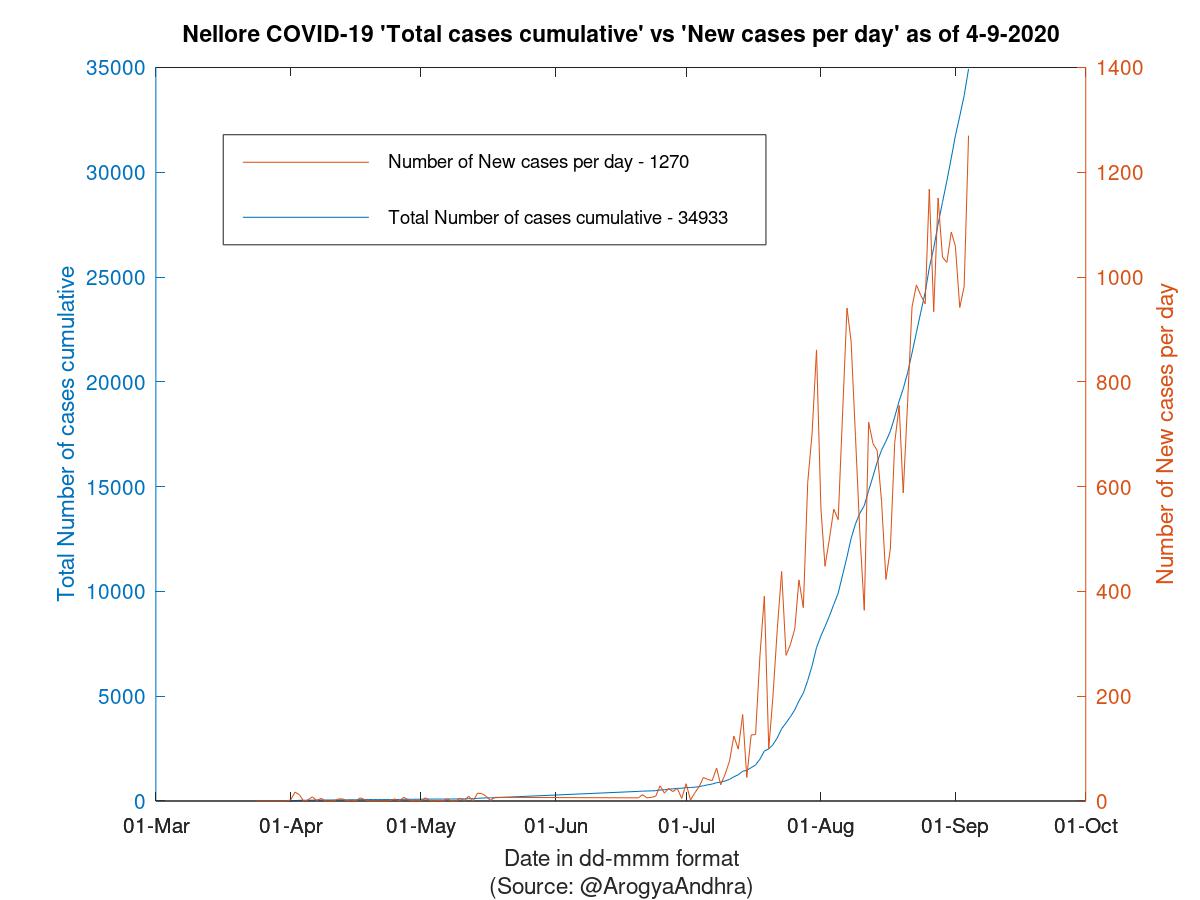 Nellore COVID-19 'Total cases cumulative' vs 'New cases per day' as of 4-9-2020
35000
30000
25000
20000
15000
10000
5000
0
Total Number of cases cumulative
Number of New cases per day - 1270
Total Number of cases cumulative - 34933
1400
1200
1000
800
600
400
200
0
Number of New cases per day
01-Mar 01-Apr 01-May 01-Jun 01-Jul 01-Aug 01-Sep 01-Oct
Date in dd-mmm format
(Source: @ArogyaAndhra)